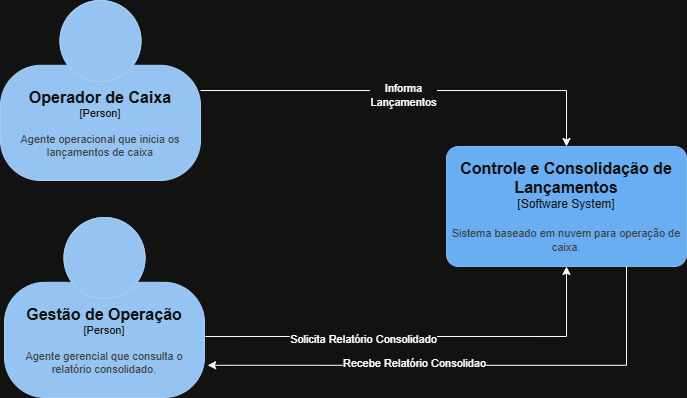 Operador de Caixa
[Person]
Agente operacional que inicia os
lançamentos de caixa
Informa
Lançamentos
Controle e Consolidação de
Lançamentos
[Software System]
Sistema baseado em nuvem para operação de
caixa.
Gestão de Operação
[Person]
Agente gerencial que consulta o
relatório consolidado.
Solicita Relatório Consolidado
Recebe Relatório Consolidao